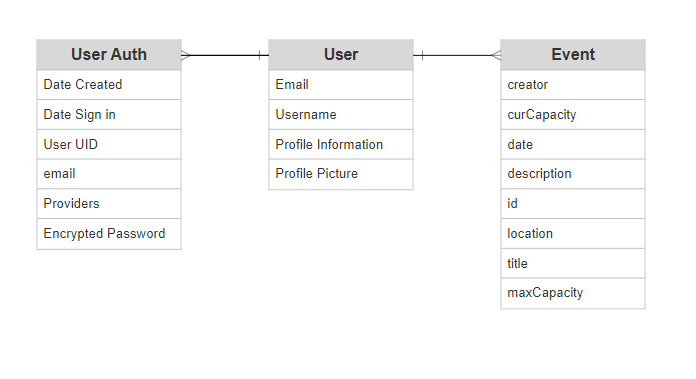 User Auth
Date Created
Date Sign in
User UID
email
Providers
Encrypted Password
User
Email
Username
Profile Information
Profile Picture
Event
creator
curCapacity
date
description
id
location
title
maxCapacity